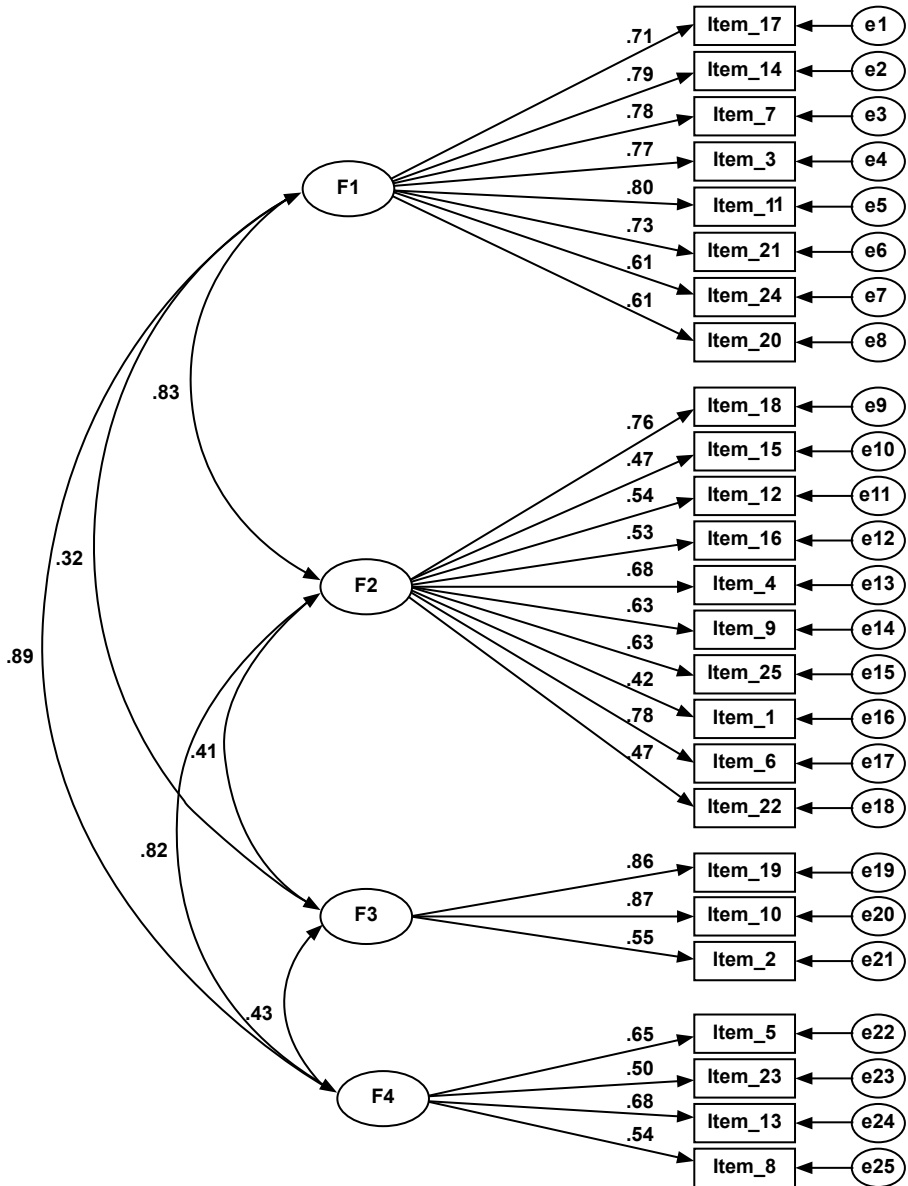 .71 Item_17 e1
.79 Item_14 e2
.78 Item_7 e3
.77 Item_3 e4
F1
.80 Item_11 e5
.73 Item_21 e6
.61 Item_24 e7
.61 Item_20 e8
.83
.76 Item_18 e9
.47 Item_15 e10
.54 Item_12 e11
.53 Item_16 e12
.32
F2
.68 Item_4 e13
.63 Item_9 e14
.89
.63 Item_25 e15
.42 Item_1 e16
.41
.78 Item_6 e17
.47 Item_22 e18
.82
.86 Item_19 e19
F3
.87 Item_10 e20
.55 Item_2 e21
.43
.65 Item_5 e22
.50 Item_23 e23
F4
.68 Item_13 e24
.54 Item_8 e25